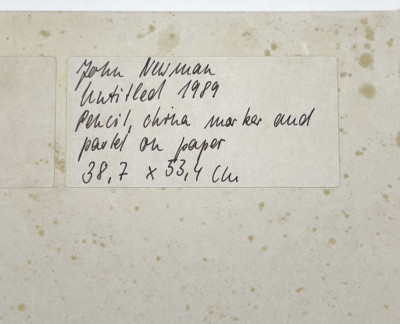 John Newman
Untitled 1989
Pencil, china marker and
pastel on paper
38,7 x 53,4 cm